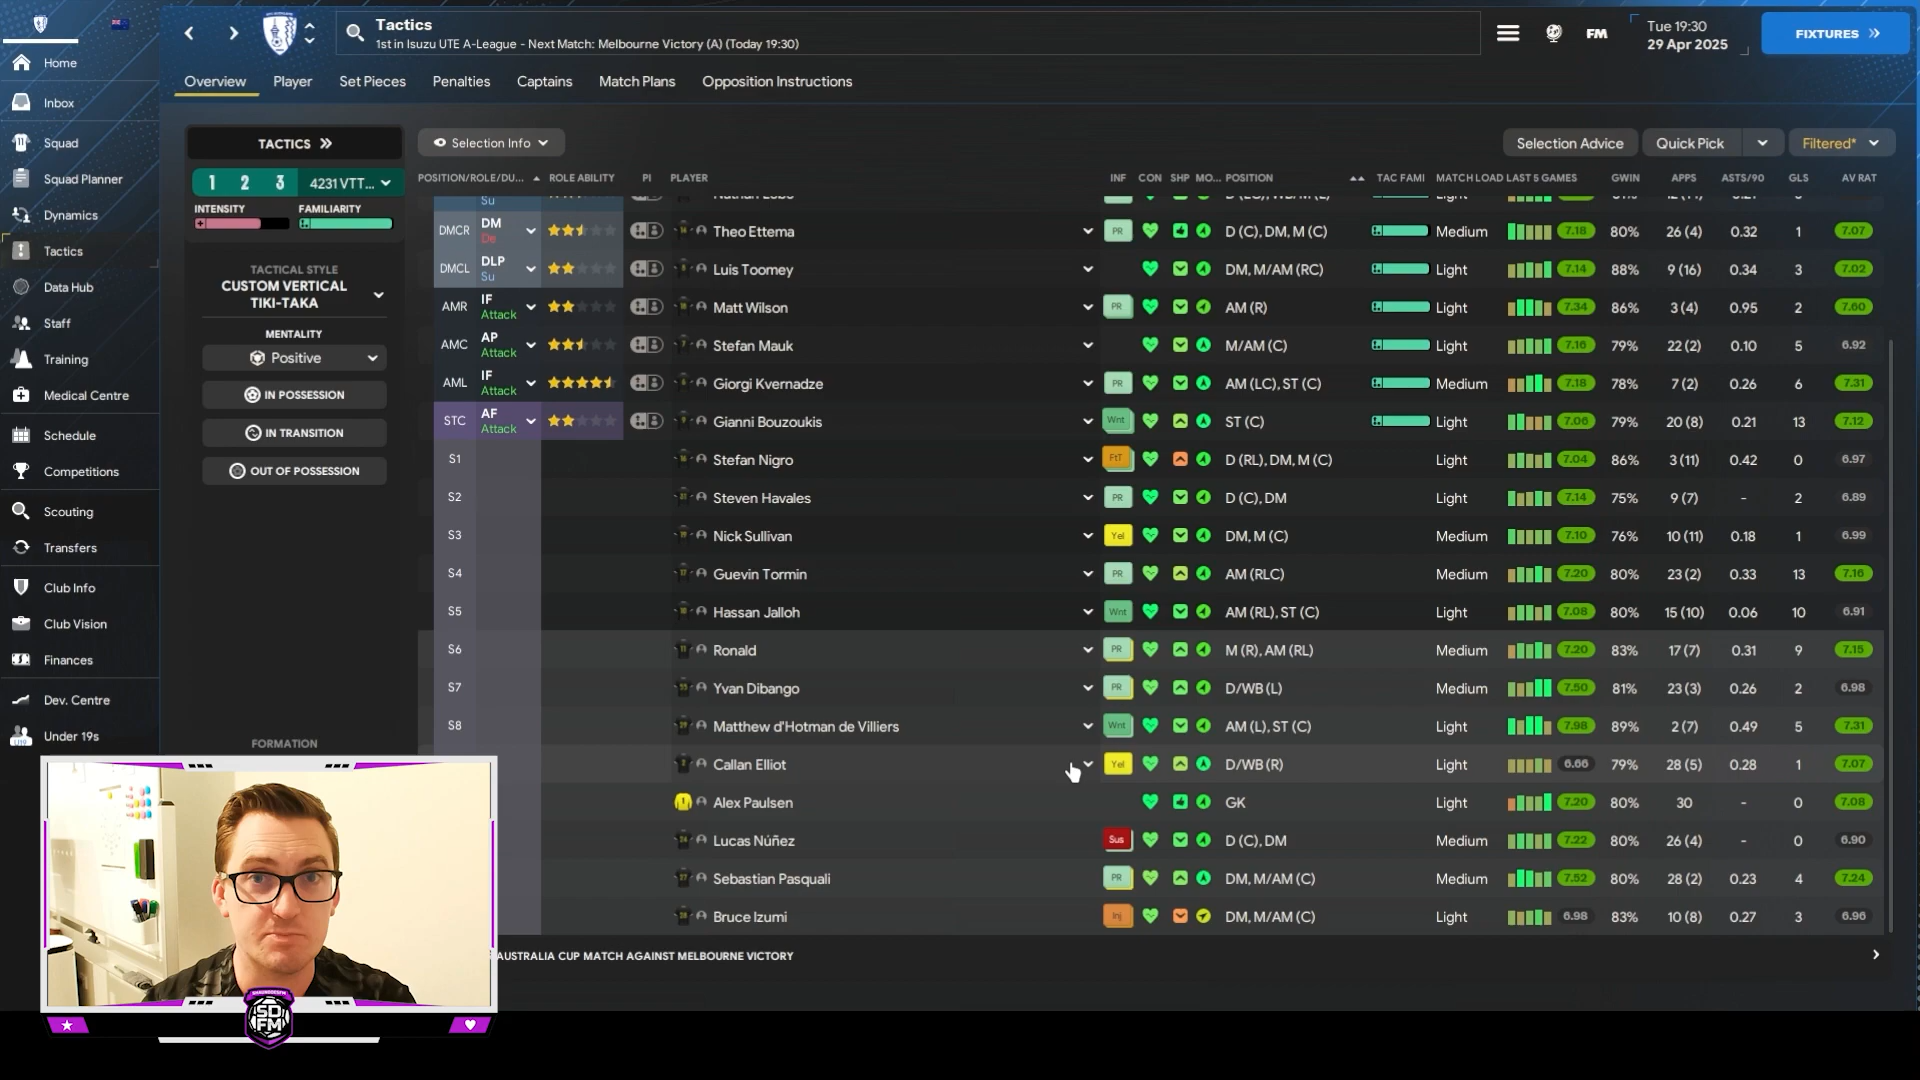 Tactics
1st in Isuzu UTE A-League - Next Match: Melbourne Victory (A) (Today 19:30)
FM
Tue 19:30
29 Apr 2025
FIXTURES
Home
Inbox
Squad
Squad Planner
Dynamics
Tactics
Data Hub
Staff
Training
Medical Centre
Schedule
Competitions
Scouting
Transfers
Club Info
Club Vision
Finances
Dev. Centre
Under 19s
Overview Player Set Pieces Penalties Captains Match Plans Opposition Instructions
TACTICS
1 2 3 4231 VTT...
INTENSITY FAMILIARITY
TACTICAL STYLE
CUSTOM VERTICAL
TIKI-TAKA
MENTALITY
Positive
IN POSSESSION
IN TRANSITION
OUT OF POSSESSION
FORMATION
Selection Info
Selection Advice Quick Pick Filtered*
POSITION/ROLE/DU... ROLE ABILITY PI PLAYER INF CON SHP MO... POSITION TAC FAMI MATCH LOAD LAST 5 GAMES GWIN APPS ASTS/90 GLS AV RAT
Su
DMCR DM De Theo Ettema PR D (C), DM, M (C) Medium 7.18 80% 26 (4) 0.32 1 7.07
DMCL DLP Su Luis Toomey DM, M/AM (RC) Light 7.14 88% 9 (16) 0.34 3 7.02
AMR IF Attack Matt Wilson PR AM (R) Light 7.34 86% 3 (4) 0.95 2 7.60
AMC AP Attack Stefan Mauk M/AM (C) Light 7.16 79% 22 (2) 0.10 5 6.92
AML IF Attack Giorgi Kvernadze PR AM (LC), ST (C) Medium 7.18 78% 7 (2) 0.26 6 7.31
STC AF Attack Gianni Bouzoukis Wnt ST (C) Light 7.06 79% 20 (8) 0.21 13 7.12
S1 Stefan Nigro FtT D (RL), DM, M (C) Light 7.04 86% 3 (11) 0.42 0 6.97
S2 Steven Havales PR D (C), DM Light 7.14 75% 9 (7) - 2 6.89
S3 Nick Sullivan Yel DM, M (C) Medium 7.10 76% 10 (11) 0.18 1 6.99
S4 Guevin Tormin PR AM (RLC) Medium 7.20 80% 23 (2) 0.33 13 7.16
S5 Hassan Jalloh Wnt AM (RL), ST (C) Light 7.08 80% 15 (10) 0.06 10 6.91
S6 Ronald PR M (R), AM (RL) Medium 7.20 83% 17 (7) 0.31 9 7.15
S7 Yvan Dibango PR D/WB (L) Medium 7.50 81% 23 (3) 0.26 2 6.98
S8 Matthew d'Hotman de Villiers Wnt AM (L), ST (C) Light 7.98 89% 2 (7) 0.49 5 7.31
Callan Elliot Yel D/WB (R) Light 6.66 79% 28 (5) 0.28 1 7.07
Alex Paulsen GK Light 7.20 80% 30 - 0 7.08
Lucas Núñez Sus D (C), DM Medium 7.22 80% 26 (4) - 0 6.90
Sebastian Pasquali PR DM, M/AM (C) Medium 7.52 80% 28 (2) 0.23 4 7.24
Bruce Izumi Inj DM, M/AM (C) Light 6.98 83% 10 (8) 0.27 3 6.96
AUSTRALIA CUP MATCH AGAINST MELBOURNE VICTORY
SD
FM